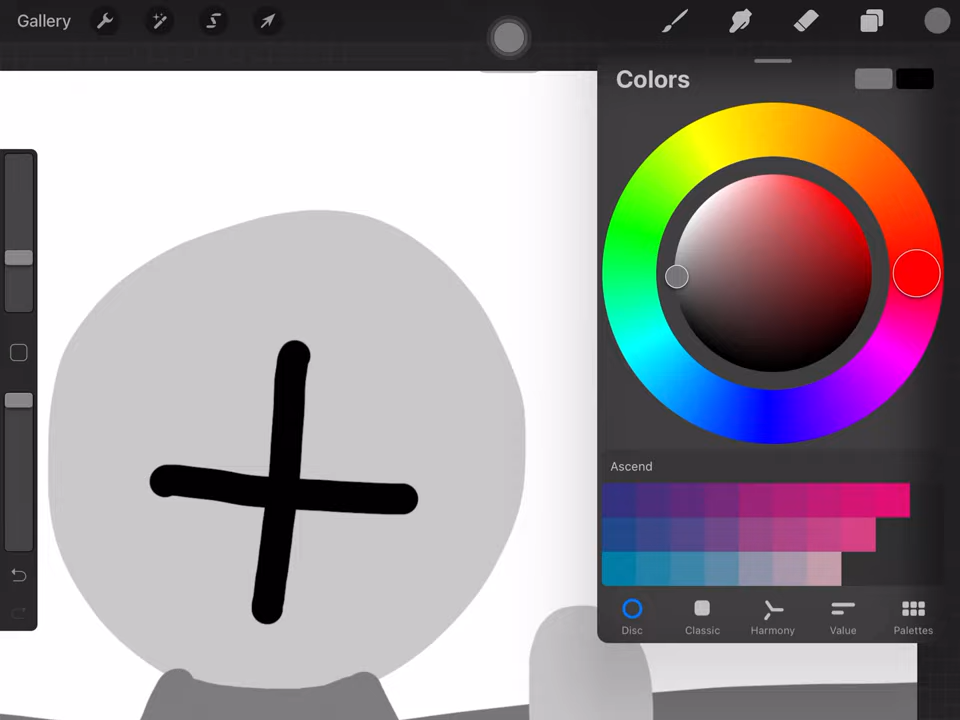 Gallery
Colors
Ascend
Disc
Classic
Harmony
Value
Palettes